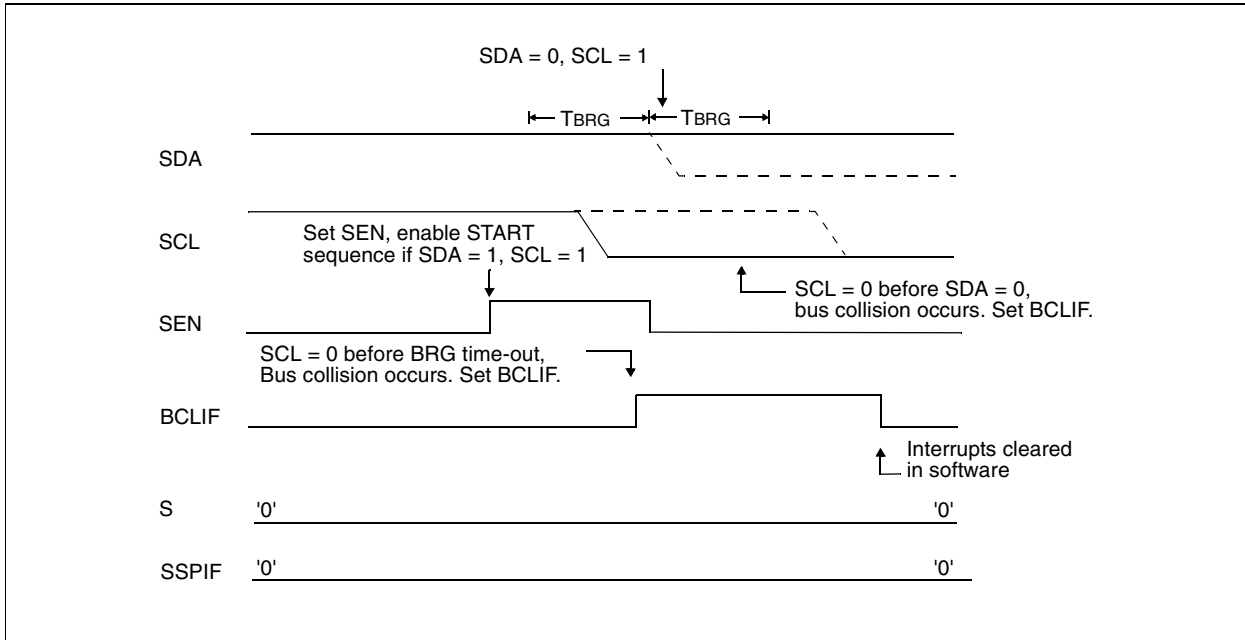 SDA = 0, SCL = 1
TBRG TBRG
SDA
SCL
Set SEN, enable START
sequence if SDA = 1, SCL = 1
SCL = 0 before SDA = 0,
bus collision occurs. Set BCLIF.
SEN
SCL = 0 before BRG time-out,
Bus collision occurs. Set BCLIF.
BCLIF
Interrupts cleared
in software
S '0' '0'
SSPIF '0' '0'